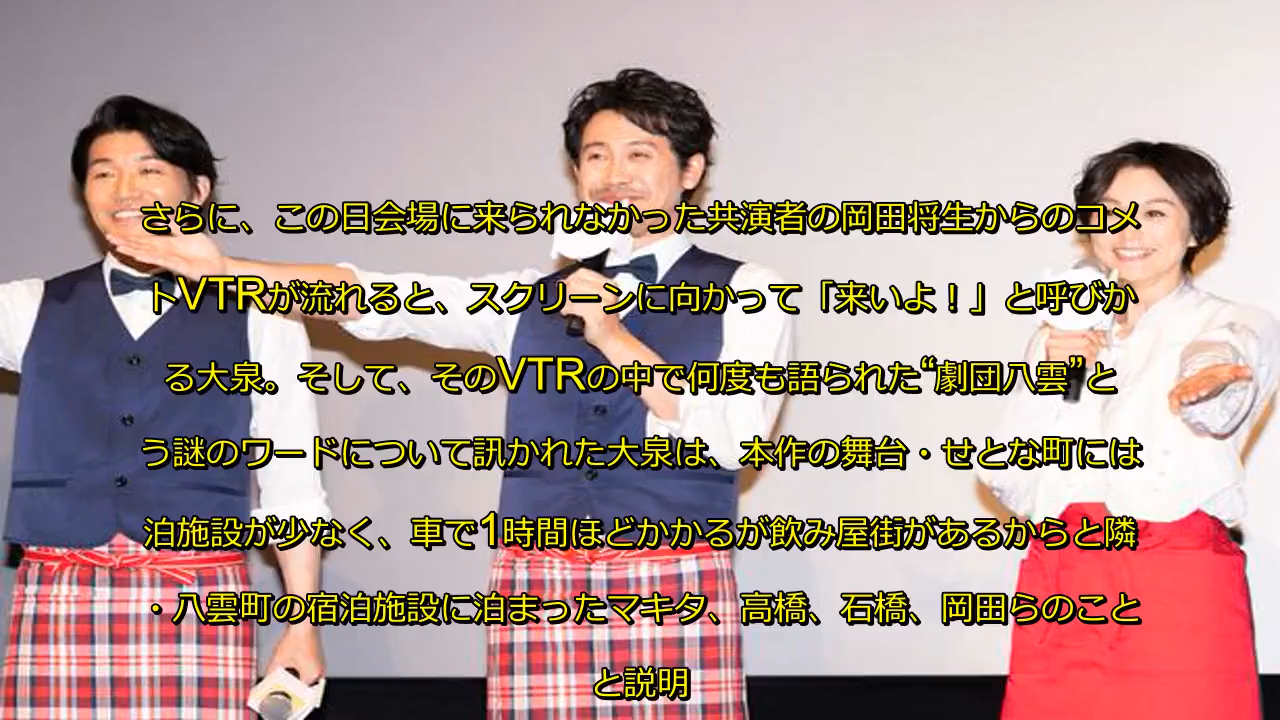 さらに、この日会場に来られなかった共演者の岡田将生からのコメ
トVTRが流れると、スクリーンに向かって「来いよ！」と呼びか
る大泉。そして、そのVTRの中で何度も語られた“劇団八雲”と
う謎のワードについて訊かれた大泉は、本作の舞台・せとな町には
泊施設が少なく、車で1時間ほどかかるが飲み屋街があるからと隣
・八雲町の宿泊施設に泊まったマキタ、高橋、石橋、岡田らのこと
と説明